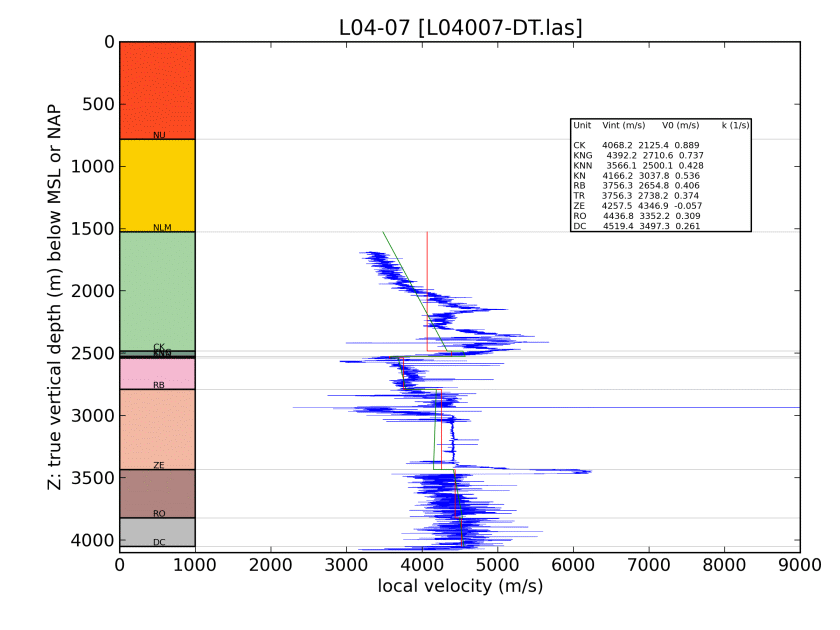 L04-07 [L04007-DT.las]
Z: true vertical depth (m) below MSL or NAP
0
500
1000
1500
2000
2500
3000
3500
4000
NU
NLM
CK
RB
ZE
RO
DC
Unit Vint (m/s) V0 (m/s) k (1/s)
CK 4068.2 2125.4 0.889
KNG 4392.2 2710.6 0.737
KNN 3566.1 2500.1 0.428
KN 4166.2 3037.8 0.536
RB 3756.3 2654.8 0.406
TR 3756.3 2738.2 0.374
ZE 4257.5 4346.9 -0.057
RO 4436.8 3352.2 0.309
DC 4519.4 3497.3 0.261
0 1000 2000 3000 4000 5000 6000 7000 8000 9000
local velocity (m/s)